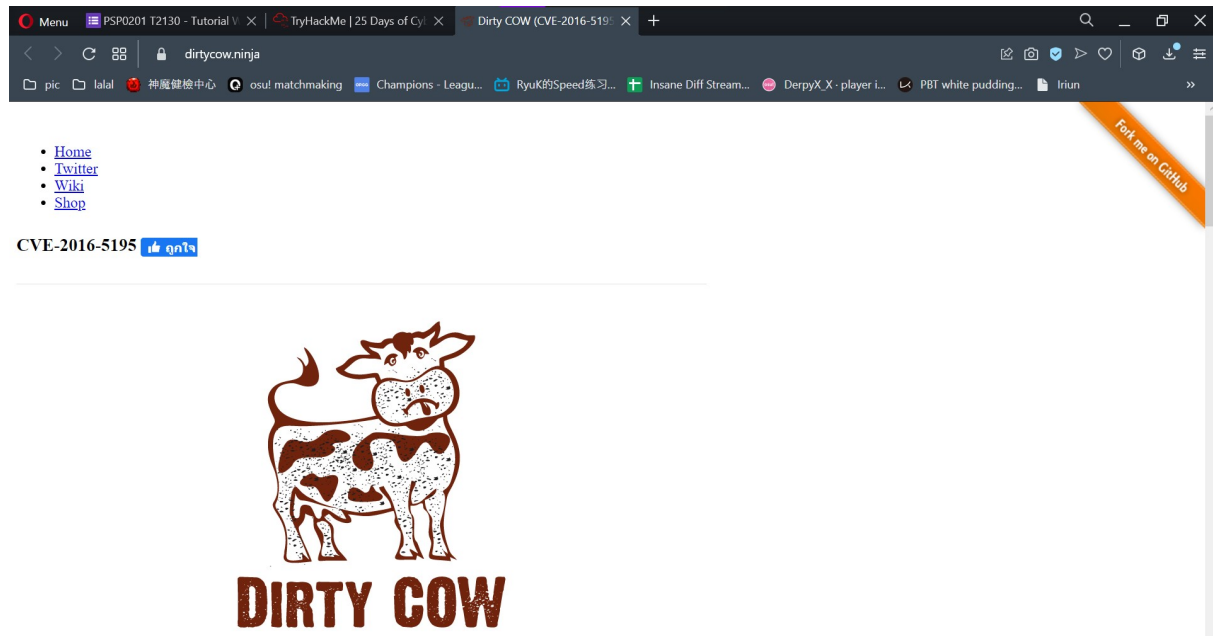 Menu
PSP0201 T2130 - Tutorial W
TryHackMe | 25 Days of Cyb
Dirty COW (CVE-2016-5195
dirtycow.ninja
pic
lalal
神魔健檢中心
osu! matchmaking
Champions - Leagu...
RyuK的Speed练习...
Insane Diff Stream...
DerpyX_X · player i...
PBT white pudding...
Iriun
»
Fork me on GitHub
Home
Twitter
Wiki
Shop
CVE-2016-5195 ถูกใจ
DIRTY COW